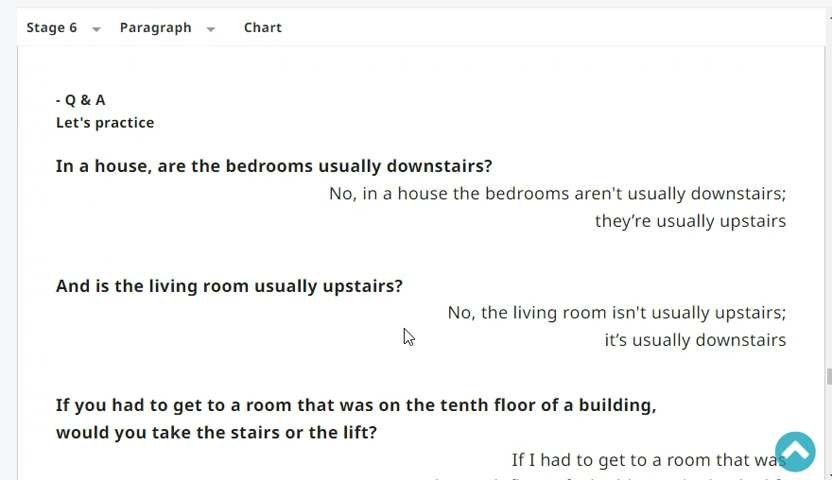 Stage 6 Paragraph Chart
- Q & A
Let's practice
In a house, are the bedrooms usually downstairs?
No, in a house the bedrooms aren't usually downstairs;
they’re usually upstairs
And is the living room usually upstairs?
No, the living room isn't usually upstairs;
it’s usually downstairs
If you had to get to a room that was on the tenth floor of a building,
would you take the stairs or the lift?
If I had to get to a room that was